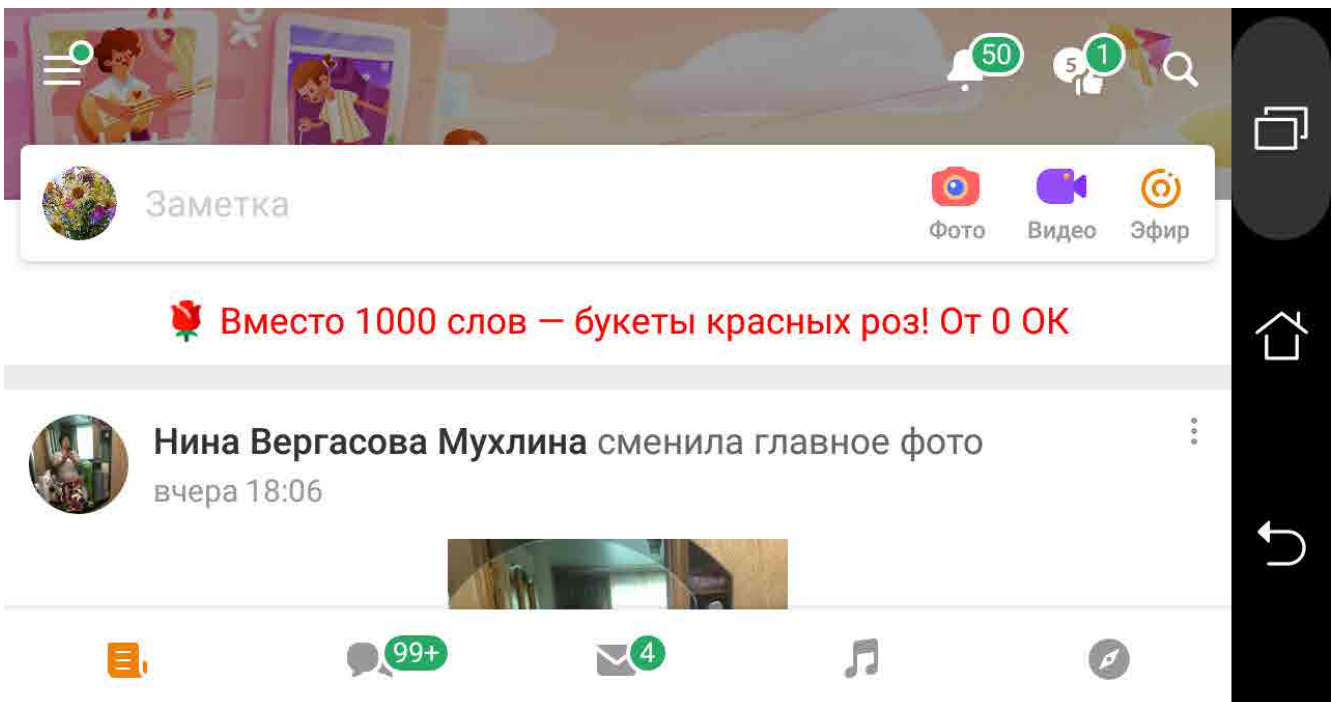 50
5
1
Заметка
Фото
Видео
Эфир
Вместо 1000 слов — букеты красных роз! От 0 ОК
Нина Вергасова Мухлина сменила главное фото
вчера 18:06
99+
4